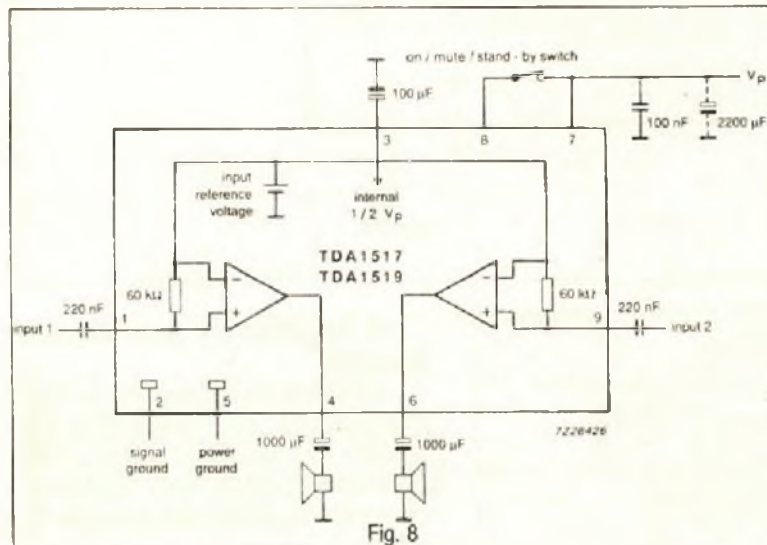 on / mute / stand - by switch
100 µF
Vp
3
8
7
100 nF
2200 µF
input
reference
voltage
internal
1 / 2 Vp
TDA1517
TDA1519
60 kΩ
60 kΩ
220 nF
220 nF
input 1
1
9
input 2
2
5
4
6
7228426
signal
ground
power
ground
1000 µF
1000 µF
Fig. 8